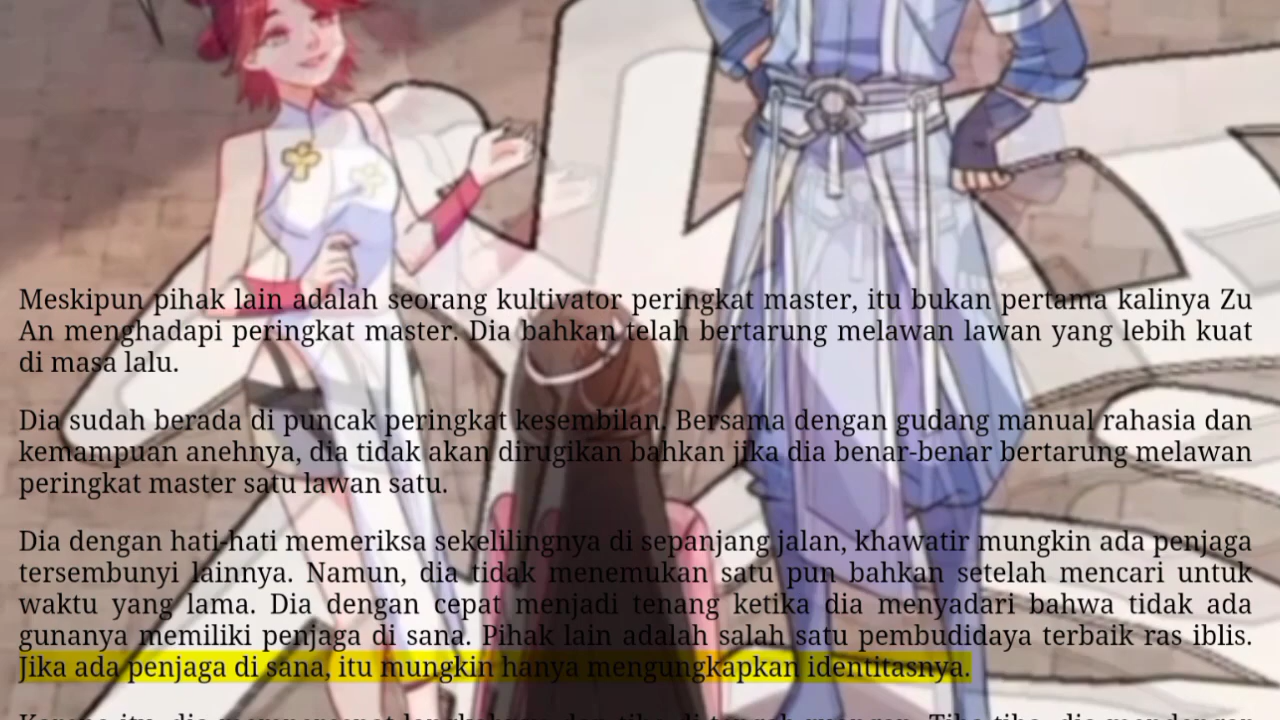 Meskipun pihak lain adalah seorang kultivator peringkat master, itu bukan pertama kalinya Zu
An menghadapi peringkat master. Dia bahkan telah bertarung melawan lawan yang lebih kuat
di masa lalu.
Dia sudah berada di puncak peringkat kesembilan. Bersama dengan gudang manual rahasia dan
kemampuan anehnya, dia tidak akan dirugikan bahkan jika dia benar-benar bertarung melawan
peringkat master satu lawan satu.
Dia dengan hati-hati memeriksa sekelilingnya di sepanjang jalan, khawatir mungkin ada penjaga
tersembunyi lainnya. Namun, dia tidak menemukan satu pun bahkan setelah mencari untuk
waktu yang lama. Dia dengan cepat menjadi tenang ketika dia menyadari bahwa tidak ada
gunanya memiliki penjaga di sana. Pihak lain adalah salah satu pembudidaya terbaik ras iblis.
Jika ada penjaga di sana, itu mungkin hanya mengungkapkan identitasnya.